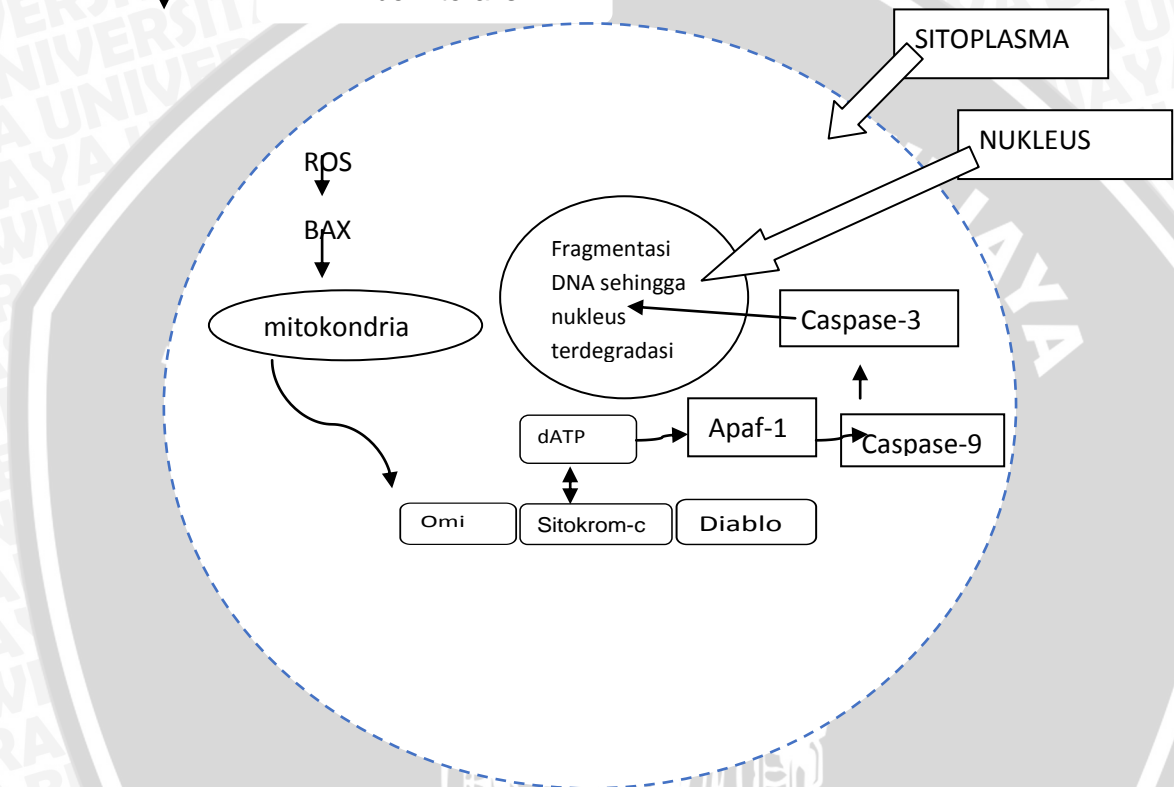 SITOPLASMA
NUKLEUS
ROS
BAX
mitokondria
Fragmentasi
DNA sehingga
nukleus
terdegradasi
Caspase-3
dATP
Apaf-1
Caspase-9
Omi
Sitokrom-c
Diablo